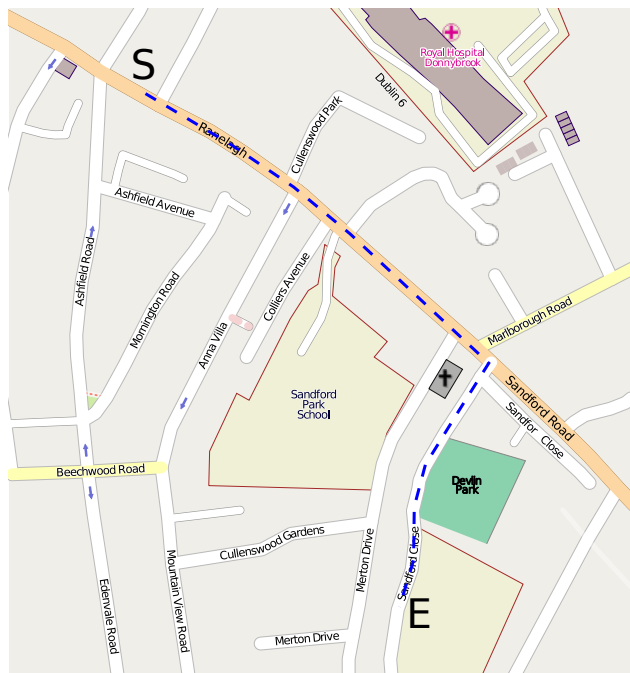 S
Royal Hospital
Donnybrook
Dublin 6
Ranelagh
Cullenswood Park
Ashfield Avenue
Ashfield Road
Mornington Road
Colliers Avenue
Anna Villa
Marlborough Road
Sandford Road
Sandfor Close
Sandford
Park
School
Devlin
Park
Beechwood Road
Cullenswood Gardens
Merton Drive
Sandford Close
Mountain View Road
Edenvale Road
Merton Drive
E